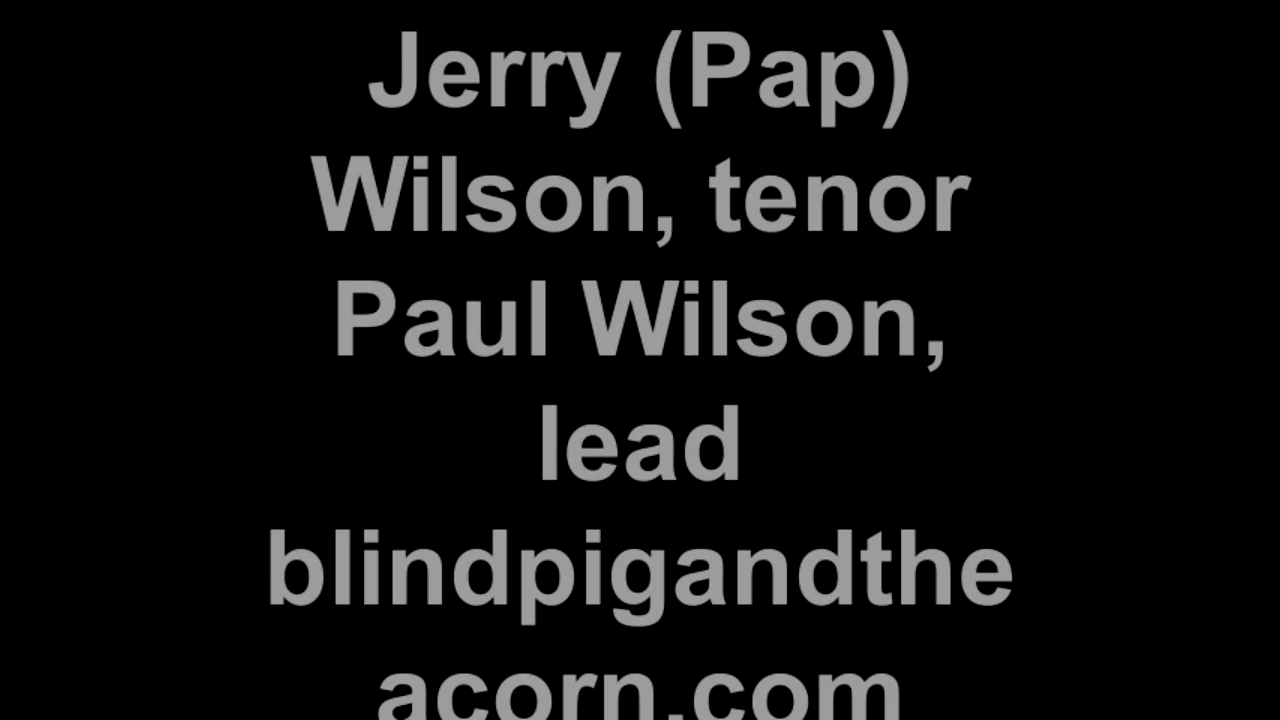 Jerry (Pap)
Wilson, tenor
Paul Wilson,
lead
blindpigandthe
acorn.com